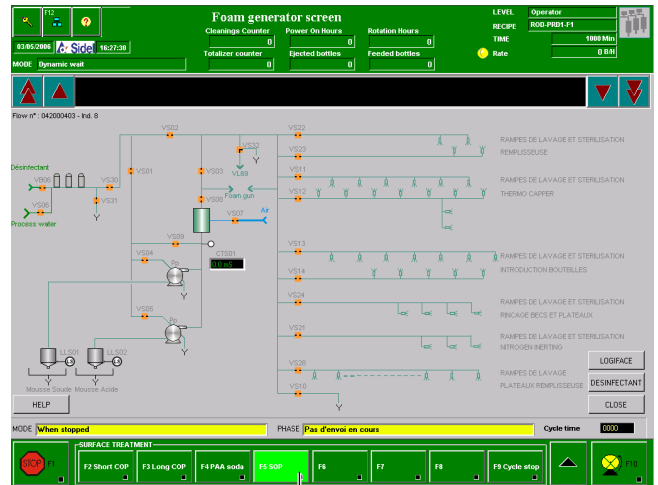 F12
?
Foam generator screen
LEVEL Operator
RECIPE ROD-PRD1-F1
TIME 1000 Min
Rate 0 B/H
Cleanings Counter Power On Hours Rotation Hours
0 0 0
Totalizer counter Ejected bottles Feeded bottles
0 0 0
03/05/2006 Sidel 16:27:30
MODE Dynamic wait
Flow n° : 042000403 - Ind. 8
VS02
VS32
VS22
VS23
RAMPES DE LAVAGE ET STERILISATION
REMPLISSEUSE
Désinfectant
VB06
VS30
VS01
VS03
VL89
VS11
RAMPES DE LAVAGE ET STERILISATION
VS31
VS08
Foam gun
VS12
THERMO CAPPER
VS06
Process water
VS07
Air
VS09
CTS01
0.0 mS
VS04
Pp
VS13
RAMPES DE LAVAGE ET STERILISATION
VS14
INTRODUCTION BOUTEILLES
VS24
RAMPES DE LAVAGE ET STERILISATION
RINCAGE BECS ET PLATEAUX
VS05
Pp
VS21
RAMPES DE LAVAGE ET STERILISATION
NITROGEN INERTING
LLS01
LS
LLS02
LS
VS28
RAMPES DE LAVAGE
PLATEAUX REMPLISSEUSE
VS10
Mousse Soude Mousse Acide
LOGIFACE
DESINFECTANT
HELP
CLOSE
MODE When stopped PHASE Pas d'envoi en cours Cycle time 0000
SURFACE TREATMENT
STOP F1 F2 Short COP F3 Long COP F4 PAA soda F5 SOP F6 F7 F8 F9 Cycle stop F10